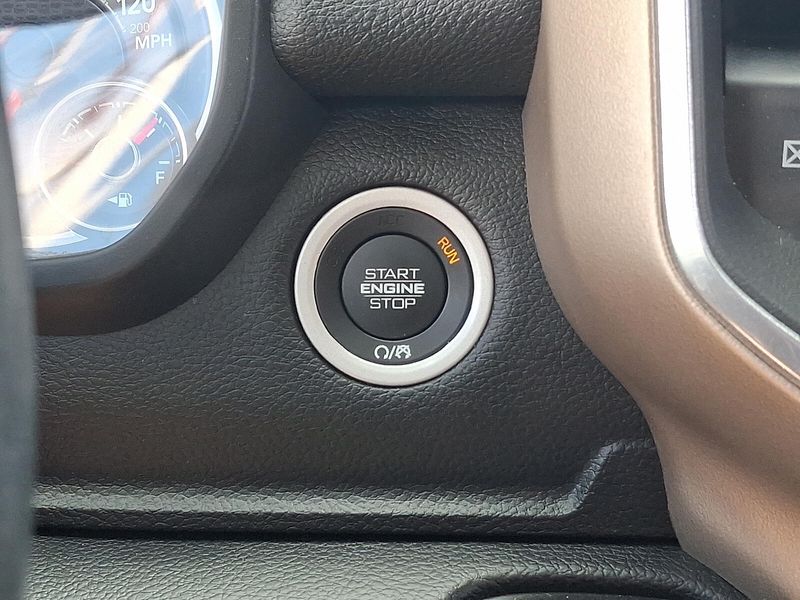 120
200
MPH
F
RUN
START
ENGINE
STOP